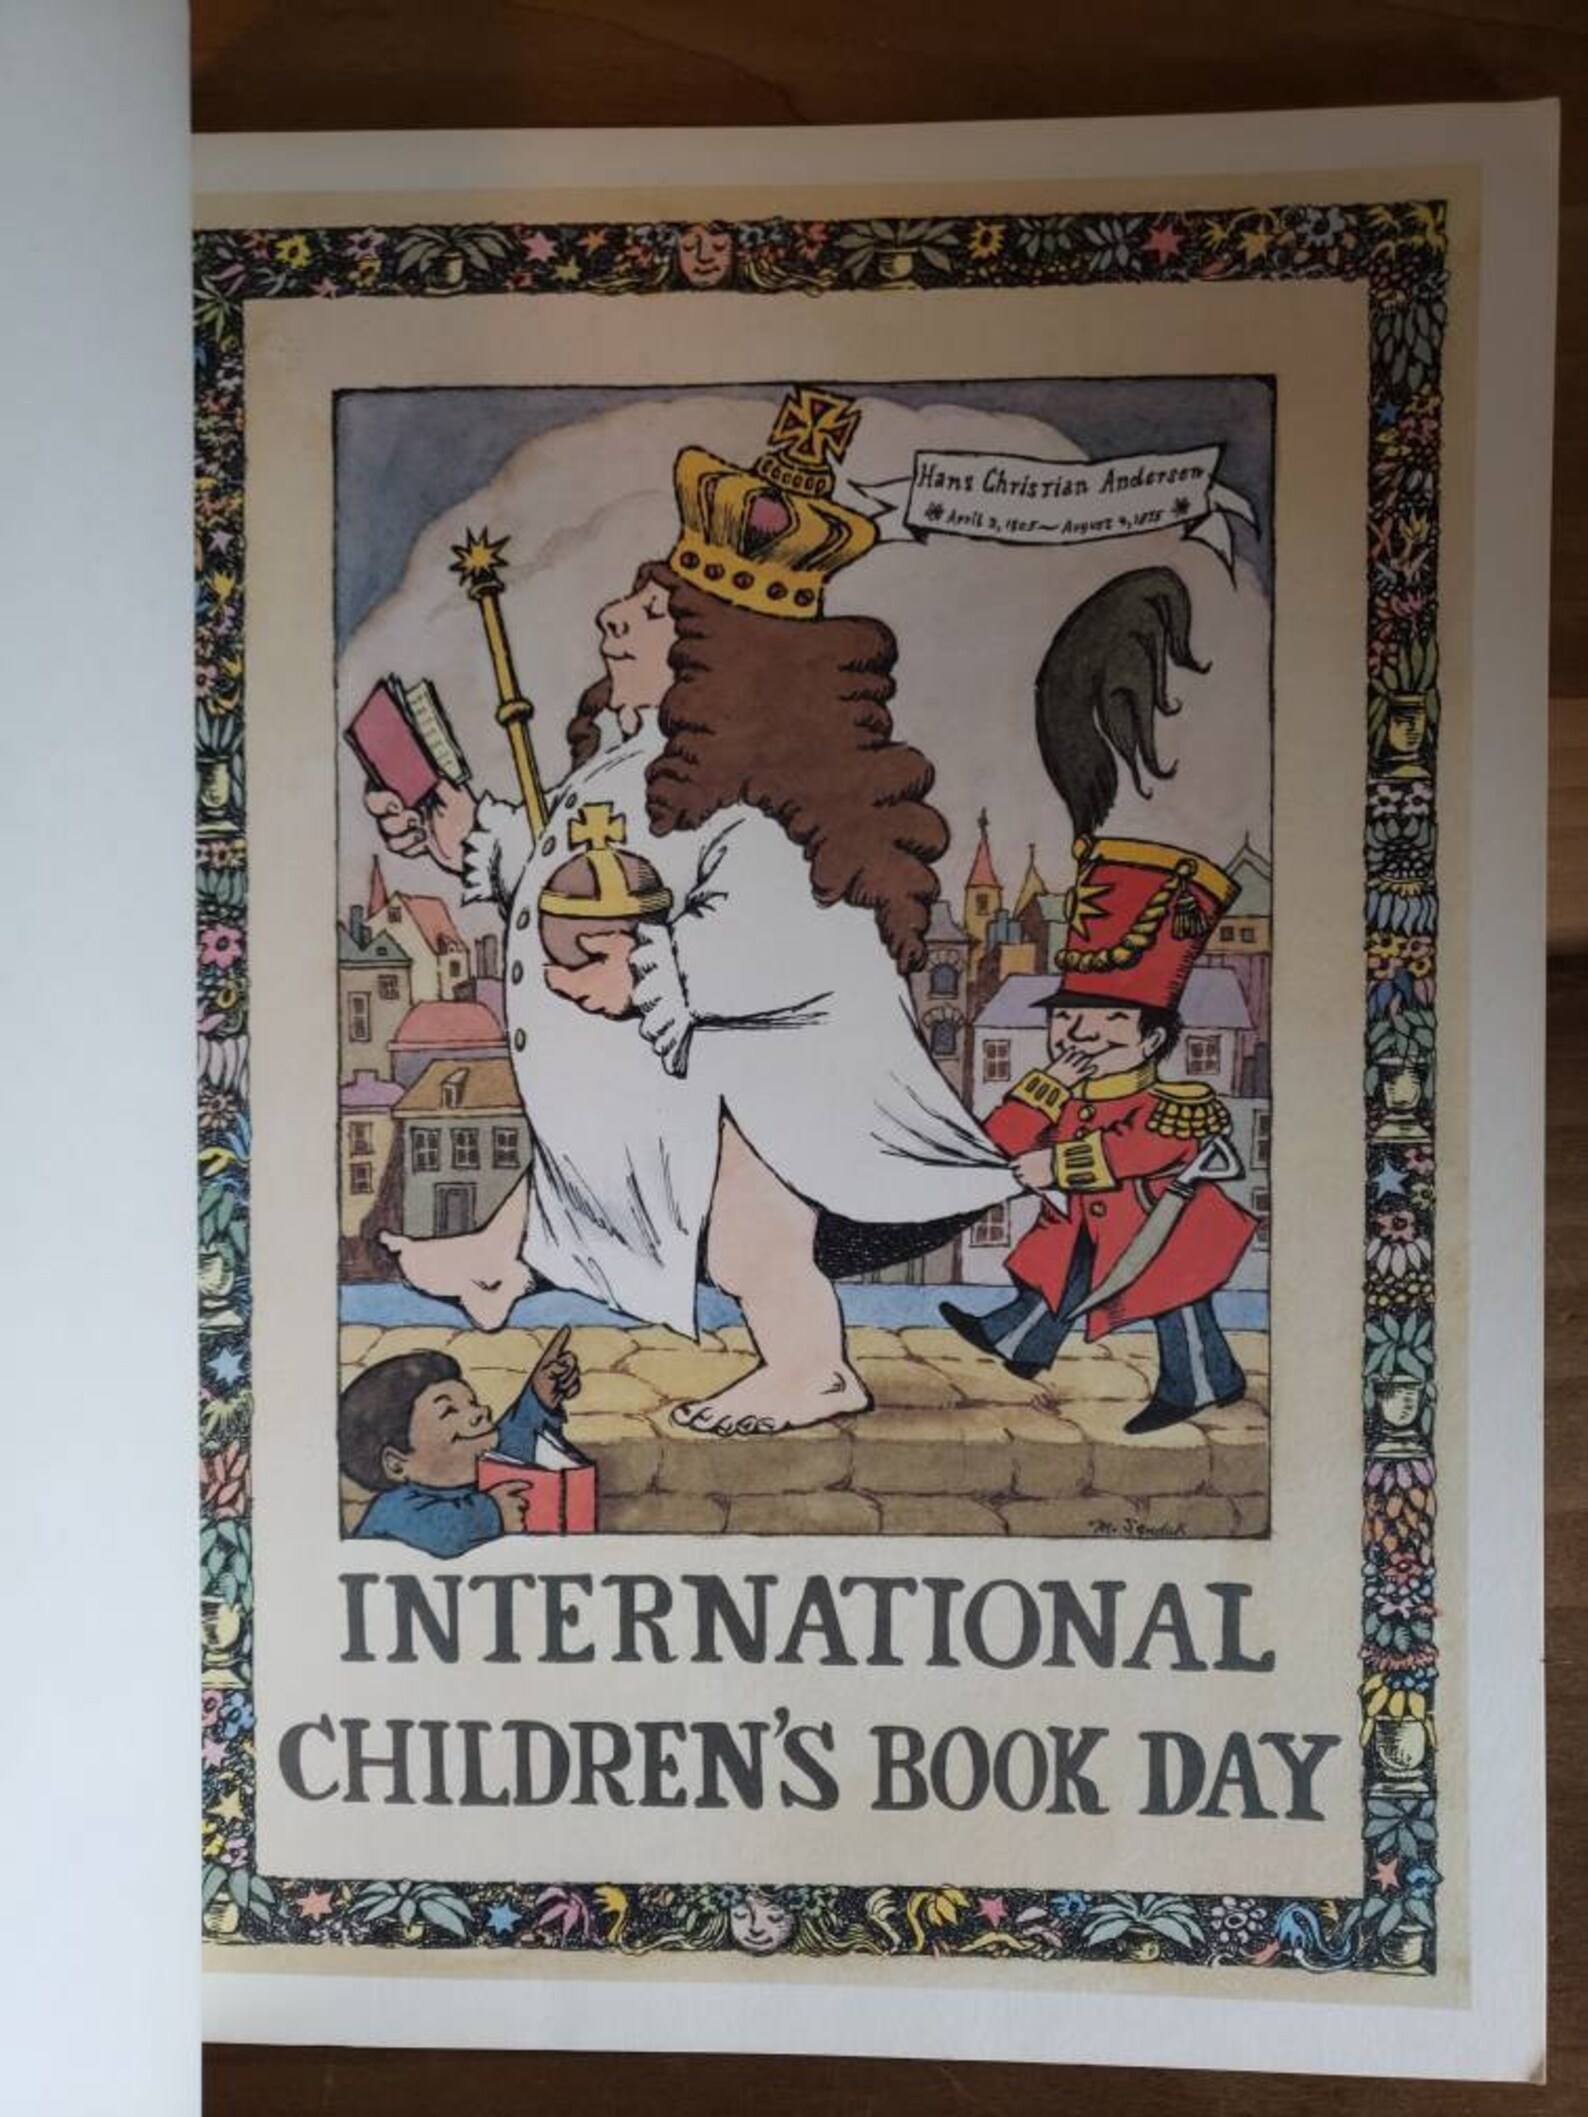 Hans Christian Andersen
April 2, 1805 — August 4, 1875
M. Sendak
INTERNATIONAL
CHILDREN'S BOOK DAY